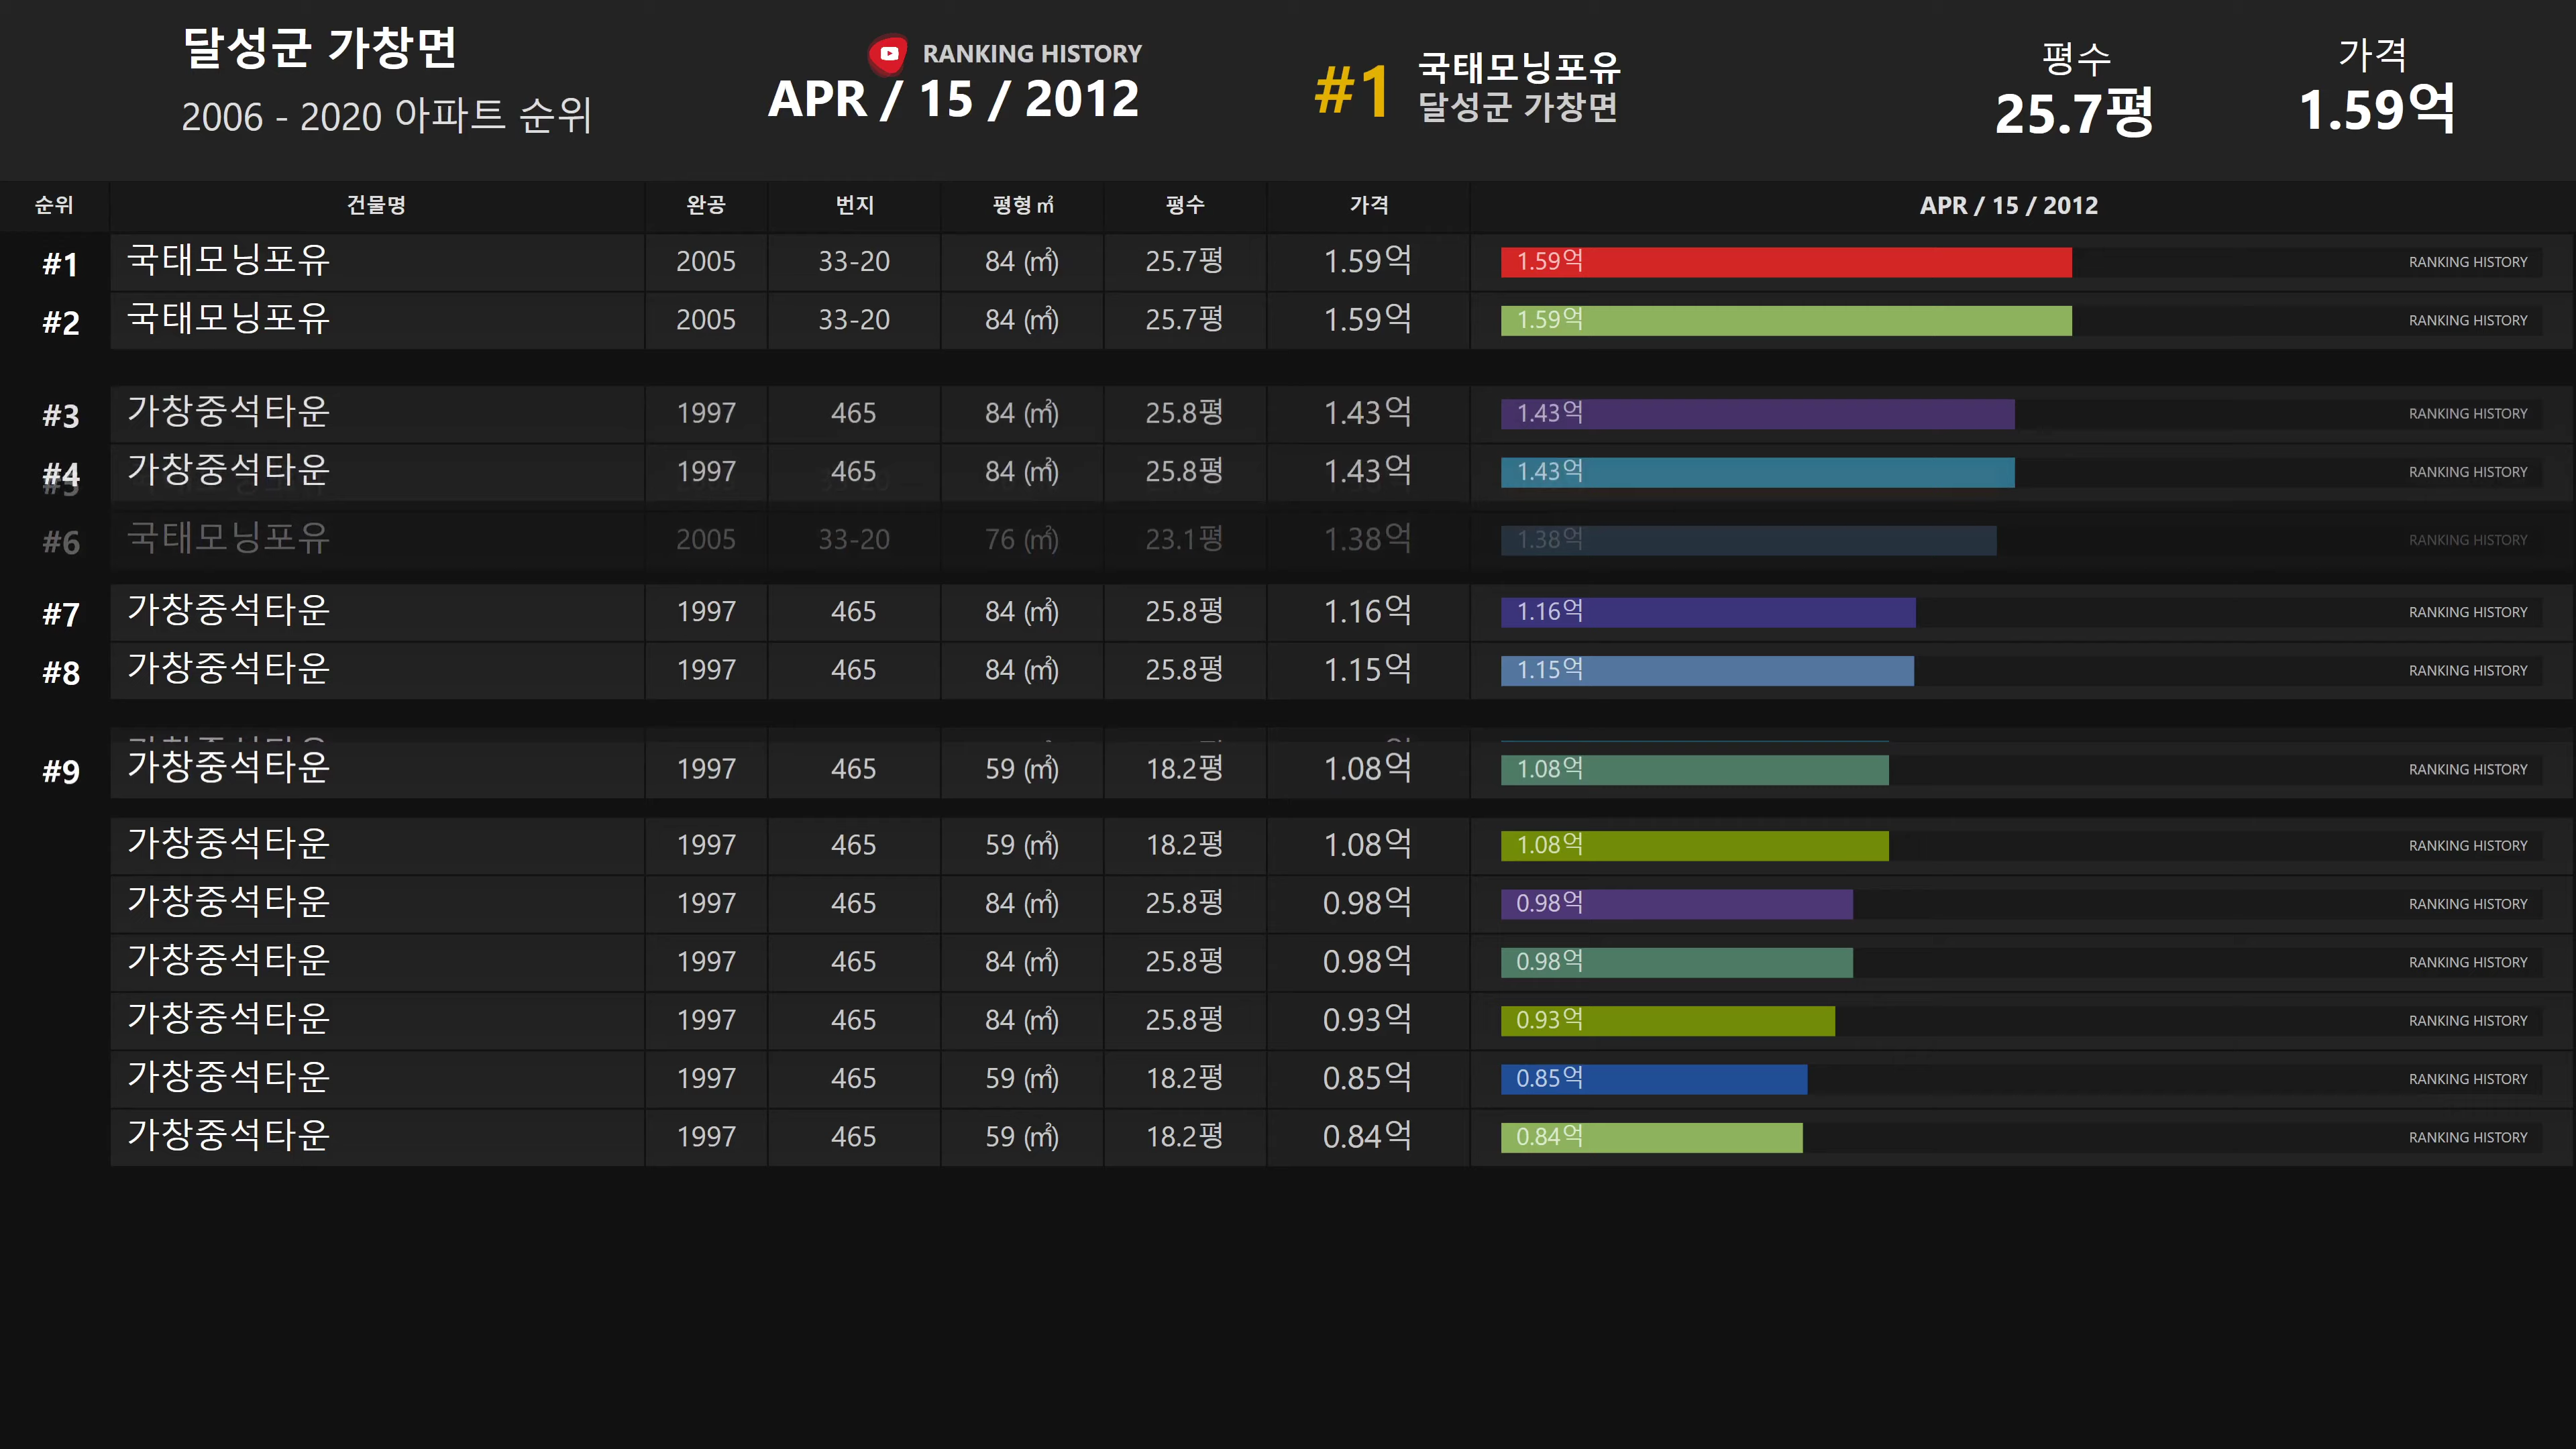 달성군 가창면
2006 - 2020 아파트 순위
RANKING HISTORY
APR / 15 / 2012
#1 국태모닝포유
달성군 가창면
평수
25.7평
가격
1.59억
순위 건물명 완공 번지 평형 ㎡ 평수 가격 APR / 15 / 2012
#1 국태모닝포유 2005 33-20 84 (㎡) 25.7평 1.59억 1.59억 RANKING HISTORY
#2 국태모닝포유 2005 33-20 84 (㎡) 25.7평 1.59억 1.59억 RANKING HISTORY
#3 가창중석타운 1997 465 84 (㎡) 25.8평 1.43억 1.43억 RANKING HISTORY
#4 가창중석타운 1997 465 84 (㎡) 25.8평 1.43억 1.43억 RANKING HISTORY
#5
#6 국태모닝포유 2005 33-20 76 (㎡) 23.1평 1.38억 1.38억 RANKING HISTORY
#7 가창중석타운 1997 465 84 (㎡) 25.8평 1.16억 1.16억 RANKING HISTORY
#8 가창중석타운 1997 465 84 (㎡) 25.8평 1.15억 1.15억 RANKING HISTORY
#9 가창중석타운 1997 465 59 (㎡) 18.2평 1.08억 1.08억 RANKING HISTORY
가창중석타운 1997 465 59 (㎡) 18.2평 1.08억 1.08억 RANKING HISTORY
가창중석타운 1997 465 84 (㎡) 25.8평 0.98억 0.98억 RANKING HISTORY
가창중석타운 1997 465 84 (㎡) 25.8평 0.98억 0.98억 RANKING HISTORY
가창중석타운 1997 465 84 (㎡) 25.8평 0.93억 0.93억 RANKING HISTORY
가창중석타운 1997 465 59 (㎡) 18.2평 0.85억 0.85억 RANKING HISTORY
가창중석타운 1997 465 59 (㎡) 18.2평 0.84억 0.84억 RANKING HISTORY